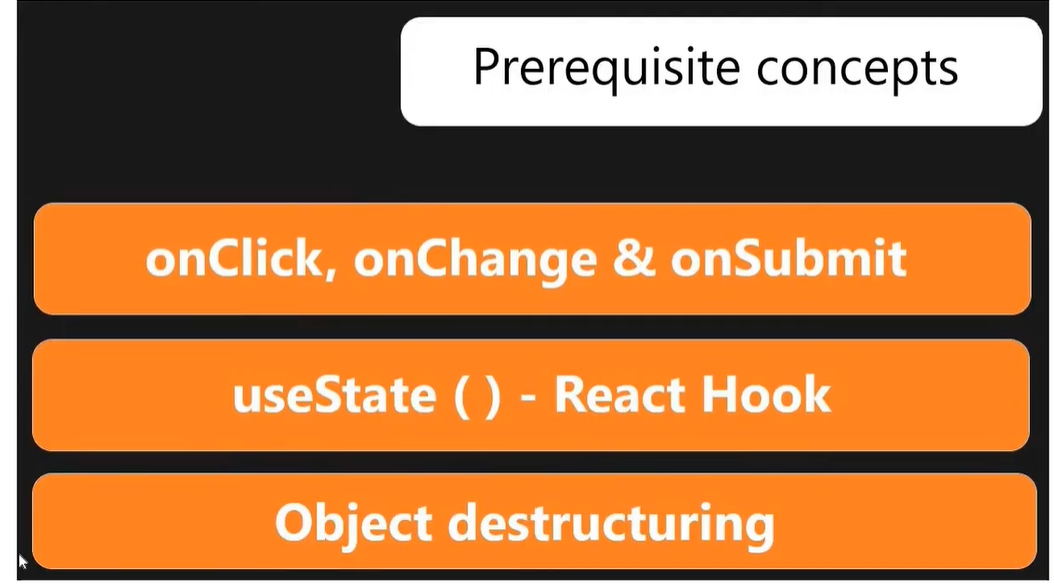 Prerequisite concepts
onClick, onChange & onSubmit
useState ( ) - React Hook
Object destructuring